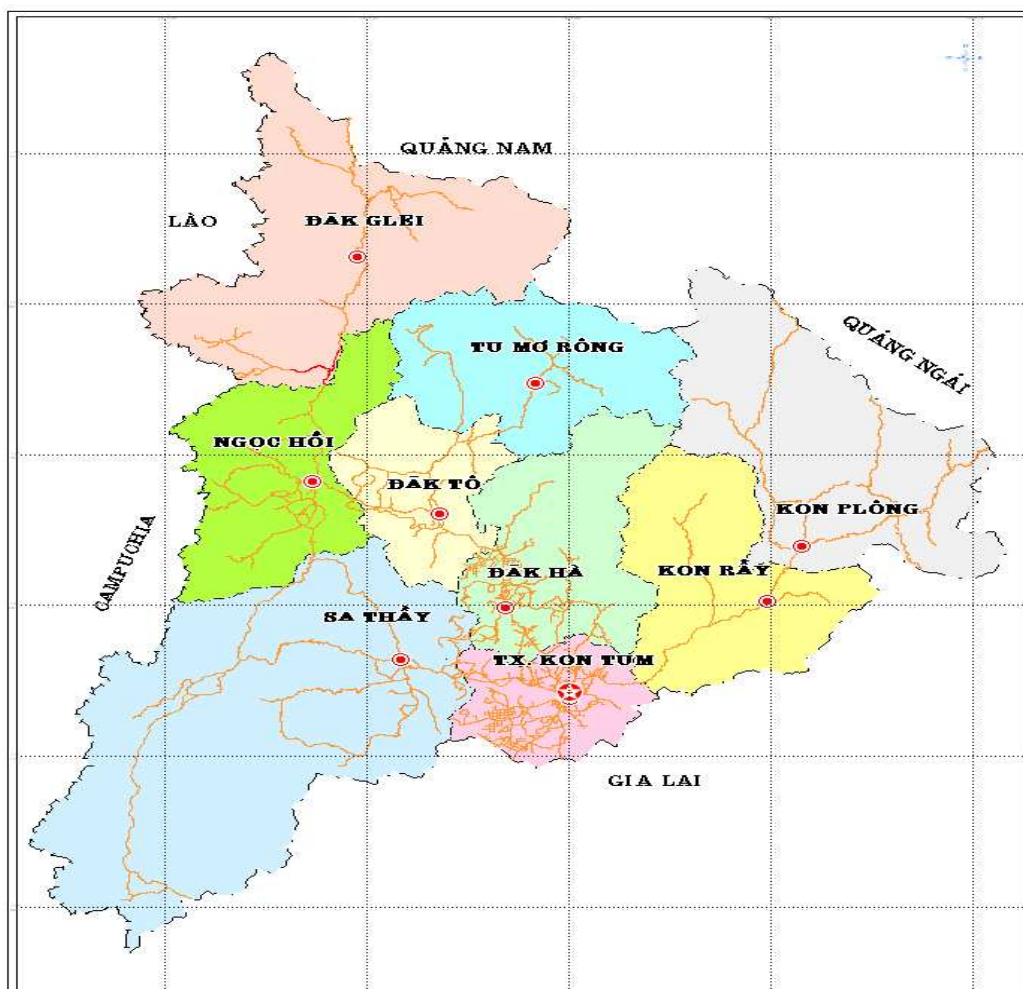 QUẢNG NAM
LÀO
ĐĂK GLEI
QUẢNG NGÃI
TU MƠ RÔNG
NGỌC HỒI
ĐĂK TÔ
KON PLÔNG
CAMPUCHIA
ĐĂK HÀ
KON RẪY
SA THẦY
TX. KON TUM
GIA LAI